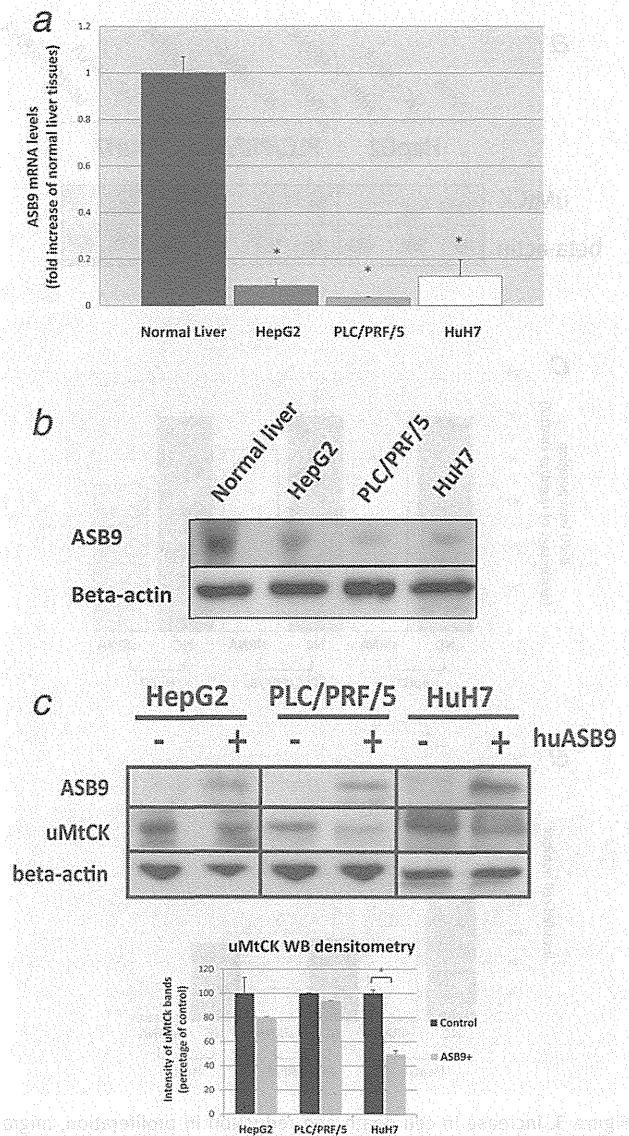 a
ASB9 mRNA levels
(fold increase of normal liver tissues)
1.2
1
0.8
0.6
0.4
0.2
0
*
*
*
Normal Liver HepG2 PLC/PRF/5 HuH7
b
Normal liver HepG2 PLC/PRF/5 HuH7
ASB9
Beta-actin
c
HepG2 PLC/PRF/5 HuH7
- + - + - + huASB9
ASB9
uMtCK
beta-actin
uMtCK WB densitometry
Intensity of uMtCK bands
(percetage of control)
120
100
80
60
40
20
0
*
Control
ASB9+
HepG2 PLC/PRF/5 HuH7